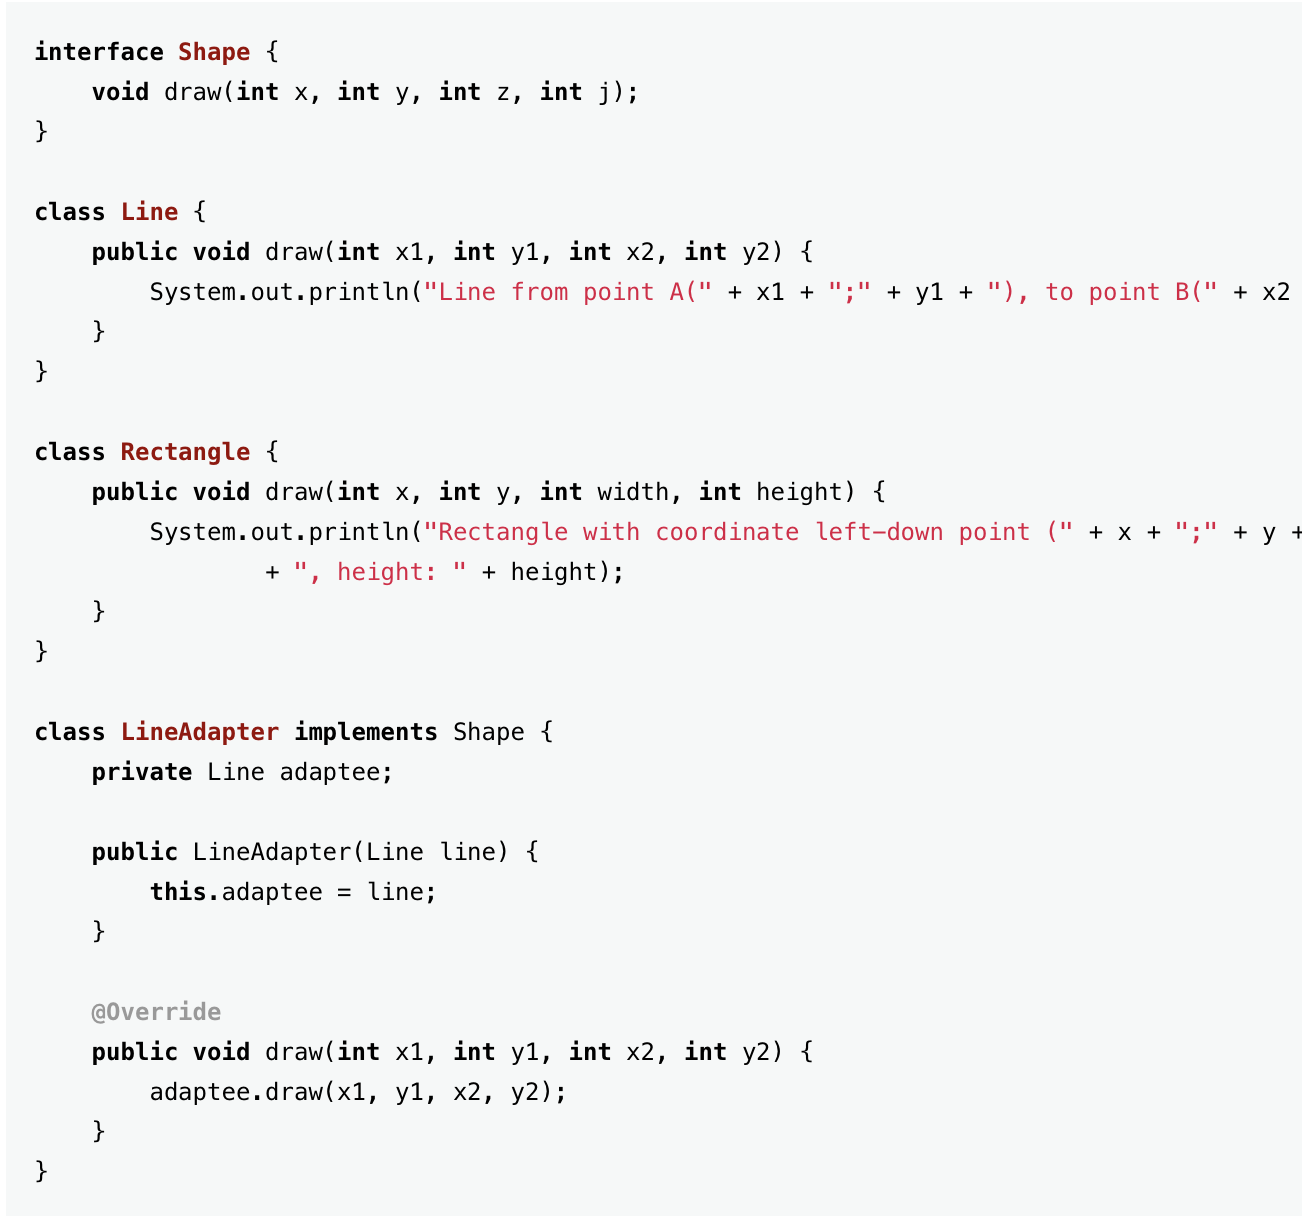 interface Shape {
    void draw(int x, int y, int z, int j);
}

class Line {
    public void draw(int x1, int y1, int x2, int y2) {
        System.out.println("Line from point A(" + x1 + ";" + y1 + "), to point B(" + x2
    }
}

class Rectangle {
    public void draw(int x, int y, int width, int height) {
        System.out.println("Rectangle with coordinate left-down point (" + x + ";" + y +
                + ", height: " + height);
    }
}

class LineAdapter implements Shape {
    private Line adaptee;

    public LineAdapter(Line line) {
        this.adaptee = line;
    }

    @Override
    public void draw(int x1, int y1, int x2, int y2) {
        adaptee.draw(x1, y1, x2, y2);
    }
}